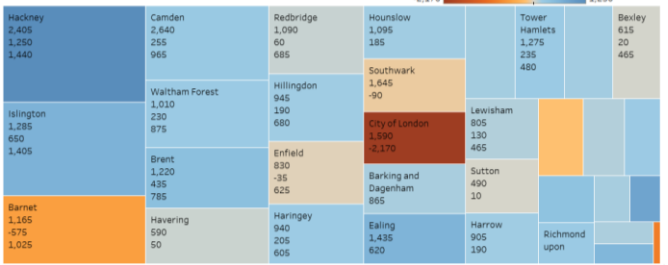 Hackney
2,405
1,250
1,440
Islington
1,285
650
1,405
Barnet
1,165
-575
1,025
Camden
2,640
255
965
Waltham Forest
1,010
230
875
Brent
1,220
435
785
Havering
590
50
Redbridge
1,090
60
685
Hillingdon
945
190
680
Enfield
830
-35
625
Haringey
940
205
605
Hounslow
1,095
185
Southwark
1,645
-90
City of London
1,590
-2,170
Barking and
Dagenham
865
Ealing
1,435
620
Lewisham
805
130
465
Sutton
490
10
Harrow
905
190
Tower
Hamlets
1,275
235
480
Richmond
upon
Bexley
615
20
465